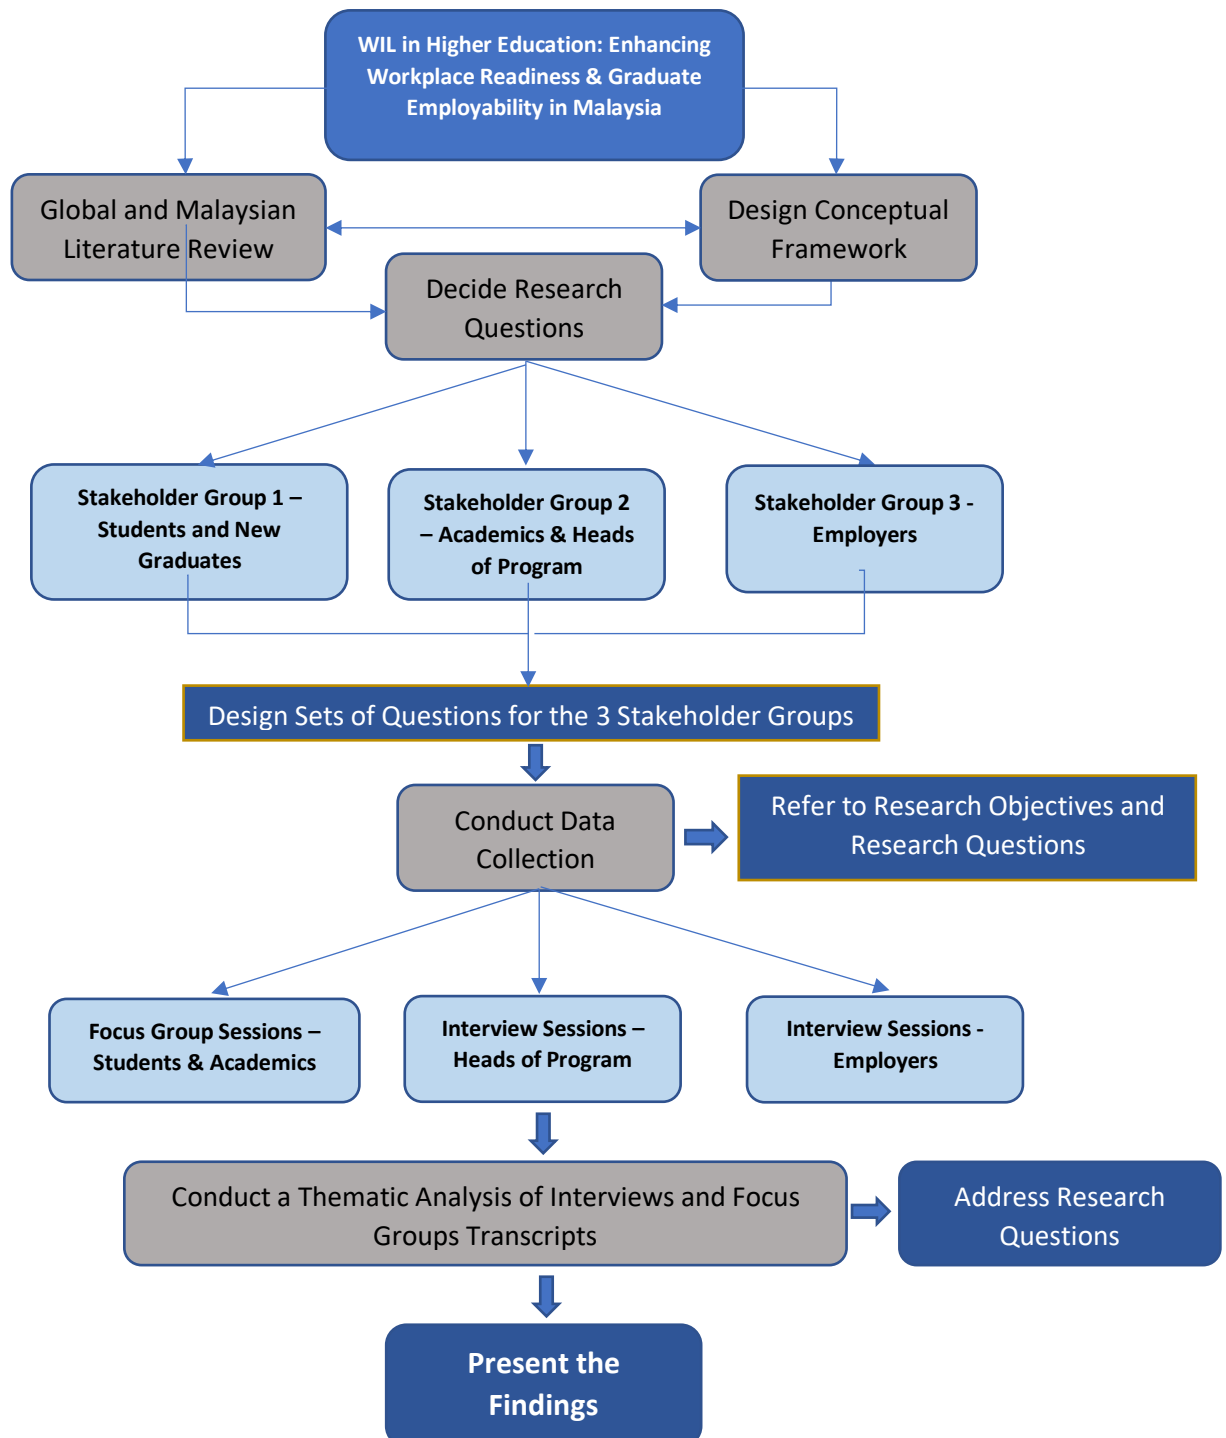 WIL in Higher Education: Enhancing
Workplace Readiness & Graduate
Employability in Malaysia
Global and Malaysian
Literature Review
Design Conceptual
Framework
Decide Research
Questions
Stakeholder Group 1 –
Students and New
Graduates
Stakeholder Group 2
– Academics & Heads
of Program
Stakeholder Group 3 -
Employers
Design Sets of Questions for the 3 Stakeholder Groups
Conduct Data
Collection
Refer to Research Objectives and
Research Questions
Focus Group Sessions –
Students & Academics
Interview Sessions –
Heads of Program
Interview Sessions -
Employers
Conduct a Thematic Analysis of Interviews and Focus
Groups Transcripts
Address Research
Questions
Present the
Findings